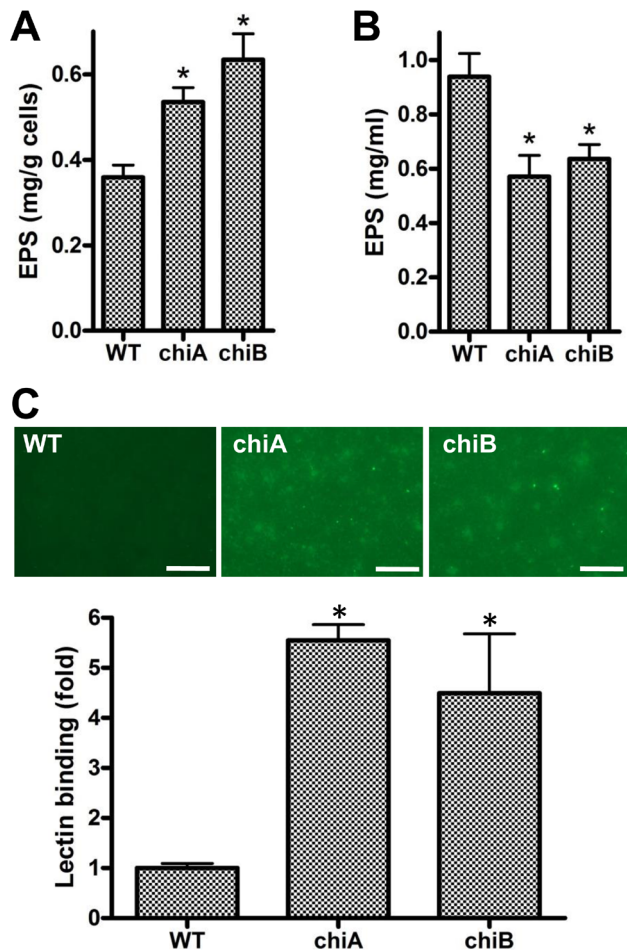 A
EPS (mg/g cells)
0.6
0.4
0.2
0.0
*
*
WT
chiA
chiB
B
EPS (mg/ml)
1.0
0.8
0.6
0.4
0.2
0.0
*
*
WT
chiA
chiB
C
WT
chiA
chiB
Lectin binding (fold)
6
5
4
3
2
1
0
*
*
WT
chiA
chiB